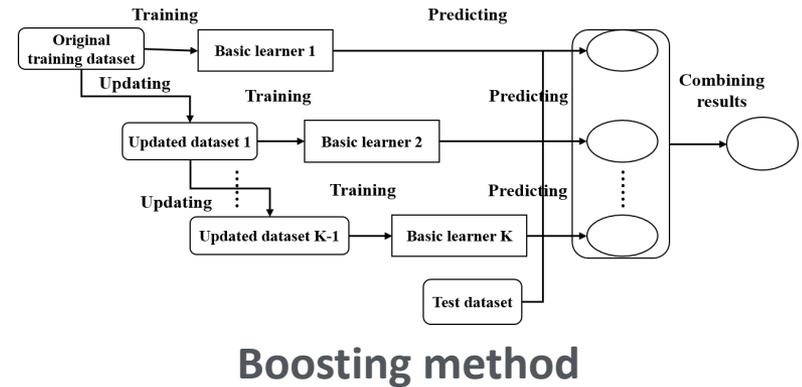 Training
Predicting
Original
training dataset
Basic learner 1
Updating
Training
Predicting
Combining
results
Updated dataset 1
Basic learner 2
Updating
Training
Predicting
Updated dataset K-1
Basic learner K
Test dataset
Boosting method